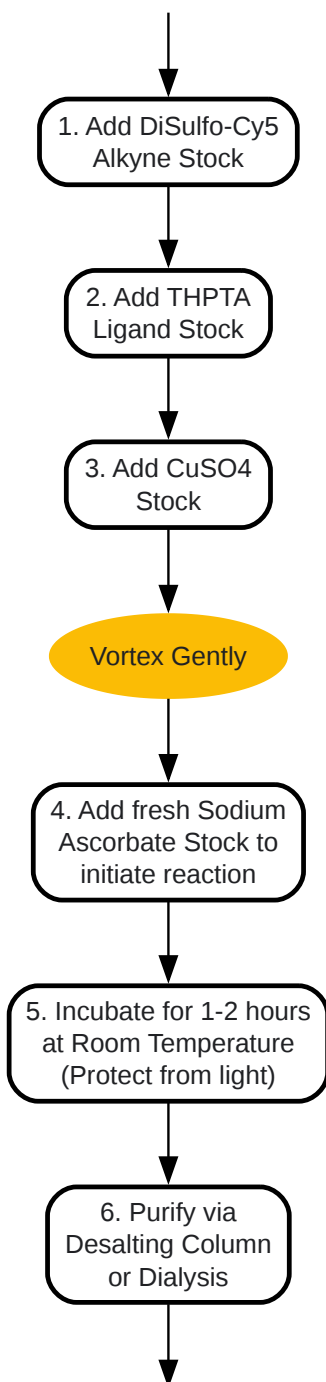 1. Add DiSulfo-Cy5
Alkyne Stock
2. Add THPTA
Ligand Stock
3. Add CuSO4
Stock
Vortex Gently
4. Add fresh Sodium
Ascorbate Stock to
initiate reaction
5. Incubate for 1-2 hours
at Room Temperature
(Protect from light)
6. Purify via
Desalting Column
or Dialysis